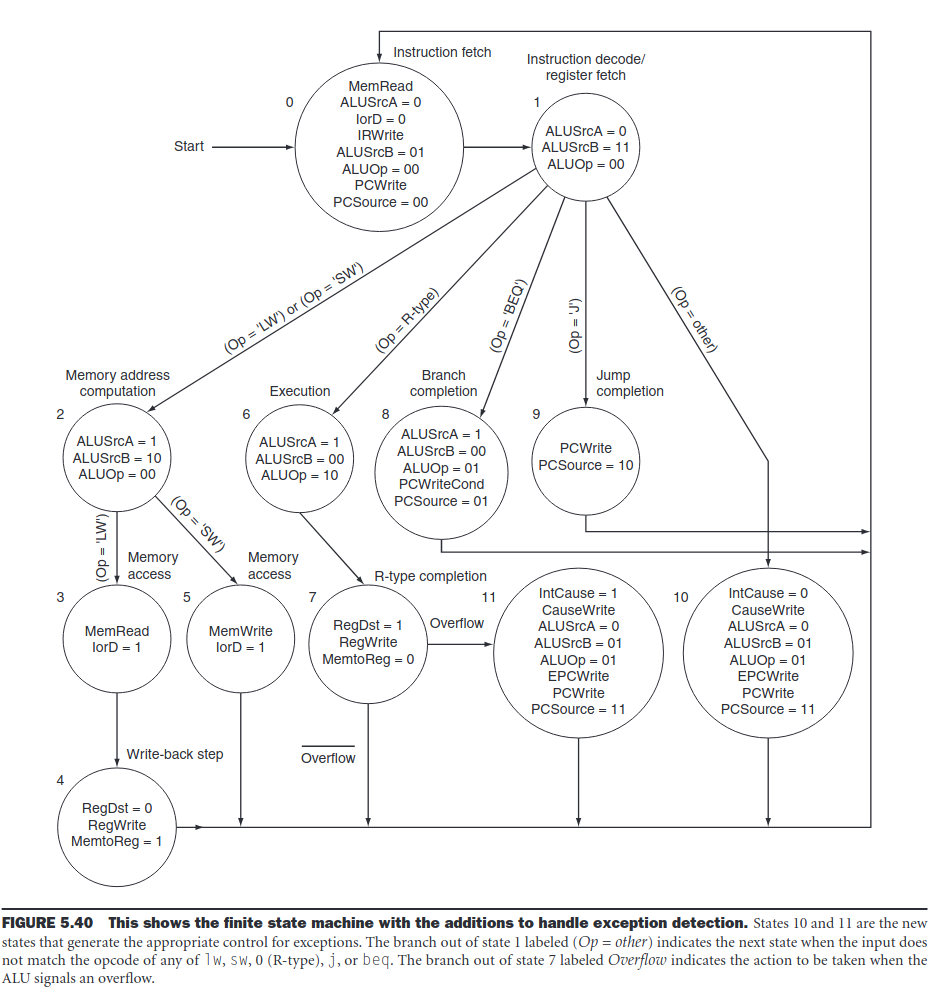 Instruction fetch
Instruction decode/
register fetch
0
MemRead
ALUSrcA = 0
IorD = 0
IRWrite
ALUSrcB = 01
ALUOp = 00
PCWrite
PCSource = 00
1
ALUSrcA = 0
ALUSrcB = 11
ALUOp = 00
Start
(Op = 'LW') or (Op = 'SW')
(Op = R-type)
(Op = 'BEQ')
(Op = 'J')
(Op = other)
Memory address
computation
2
ALUSrcA = 1
ALUSrcB = 10
ALUOp = 00
Execution
6
ALUSrcA = 1
ALUSrcB = 00
ALUOp = 10
Branch
completion
8
ALUSrcA = 1
ALUSrcB = 00
ALUOp = 01
PCWriteCond
PCSource = 01
Jump
completion
9
PCWrite
PCSource = 10
(Op = 'LW')
(Op = 'SW')
Memory
access
3
MemRead
IorD = 1
Memory
access
5
MemWrite
IorD = 1
R-type completion
7
RegDst = 1
RegWrite
MemtoReg = 0
Overflow
11
IntCause = 1
CauseWrite
ALUSrcA = 0
ALUSrcB = 01
ALUOp = 01
EPCWrite
PCWrite
PCSource = 11
10
IntCause = 0
CauseWrite
ALUSrcA = 0
ALUSrcB = 01
ALUOp = 01
EPCWrite
PCWrite
PCSource = 11
Overflow
Write-back step
4
RegDst = 0
RegWrite
MemtoReg = 1
FIGURE 5.40 This shows the finite state machine with the additions to handle exception detection. States 10 and 11 are the new
states that generate the appropriate control for exceptions. The branch out of state 1 labeled (Op = other) indicates the next state when the input does
not match the opcode of any of lw, sw, 0 (R-type), j, or beq. The branch out of state 7 labeled Overflow indicates the action to be taken when the
ALU signals an overflow.